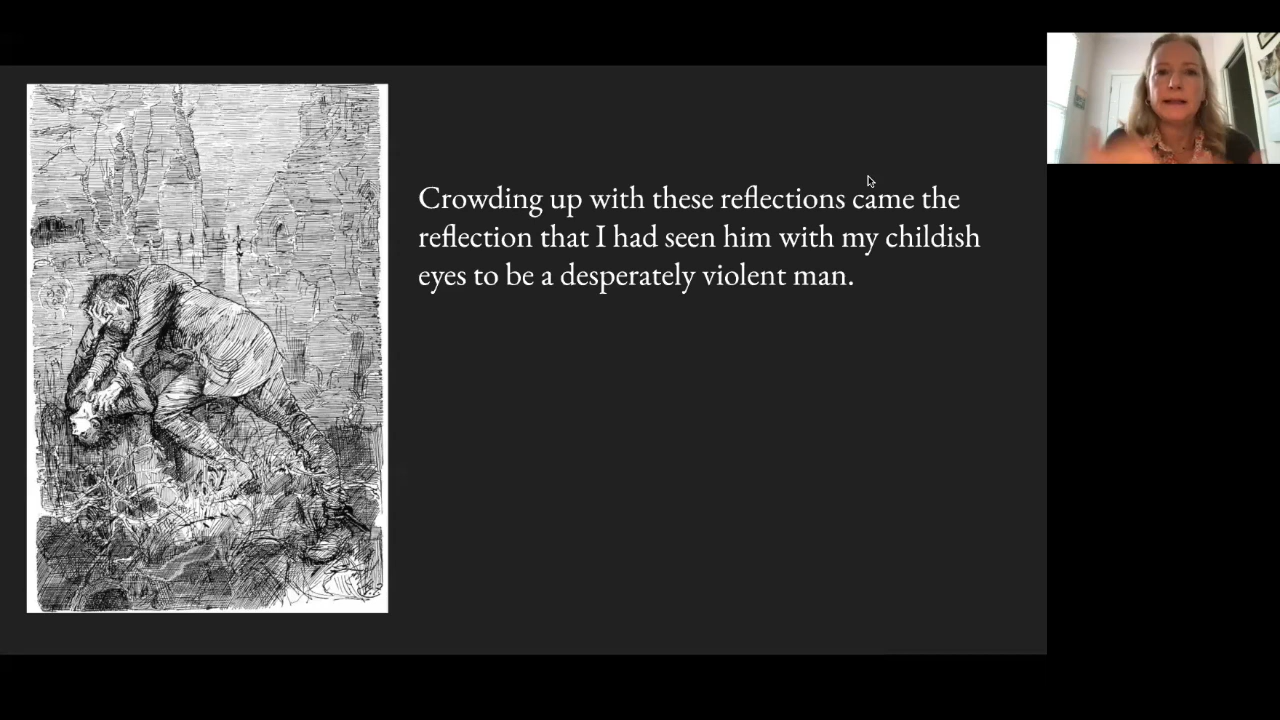 Crowding up with these reflections came the
reflection that I had seen him with my childish
eyes to be a desperately violent man.